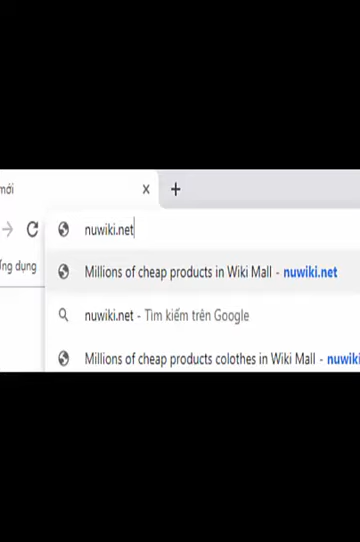 mới
nuwiki.net
ứng dụng
Millions of cheap products in Wiki Mall - nuwiki.net
nuwiki.net - Tìm kiếm trên Google
Millions of cheap products colothes in Wiki Mall - nuwiki